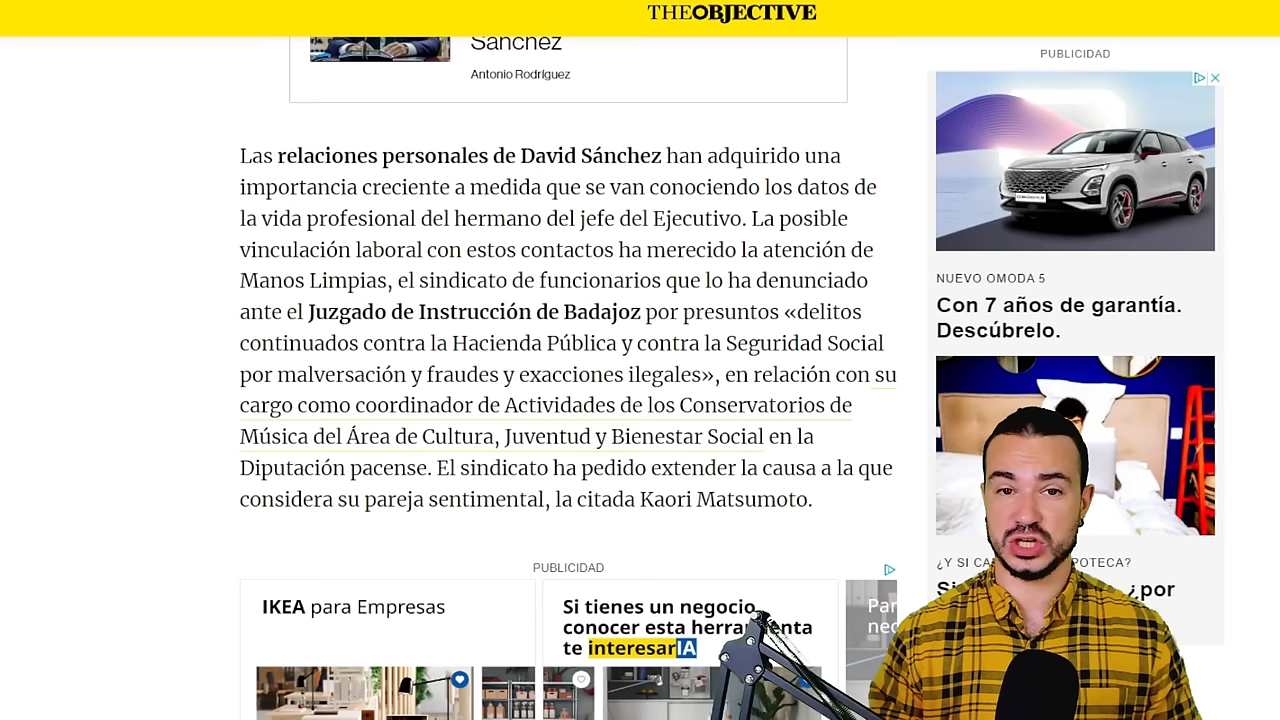 THEOBJECTIVE
Sánchez
Antonio Rodríguez
PUBLICIDAD
Las relaciones personales de David Sánchez han adquirido una
importancia creciente a medida que se van conociendo los datos de
la vida profesional del hermano del jefe del Ejecutivo. La posible
vinculación laboral con estos contactos ha merecido la atención de
Manos Limpias, el sindicato de funcionarios que lo ha denunciado
ante el Juzgado de Instrucción de Badajoz por presuntos «delitos
continuados contra la Hacienda Pública y contra la Seguridad Social
por malversación y fraudes y exacciones ilegales», en relación con su
cargo como coordinador de Actividades de los Conservatorios de
Música del Área de Cultura, Juventud y Bienestar Social en la
Diputación pacense. El sindicato ha pedido extender la causa a la que
considera su pareja sentimental, la citada Kaori Matsumoto.
NUEVO OMODA 5
Con 7 años de garantía.
Descúbrelo.
¿Y SI
¿por
PUBLICIDAD
IKEA para Empresas
Si tienes un negocio,
conocer esta
te interesarIA